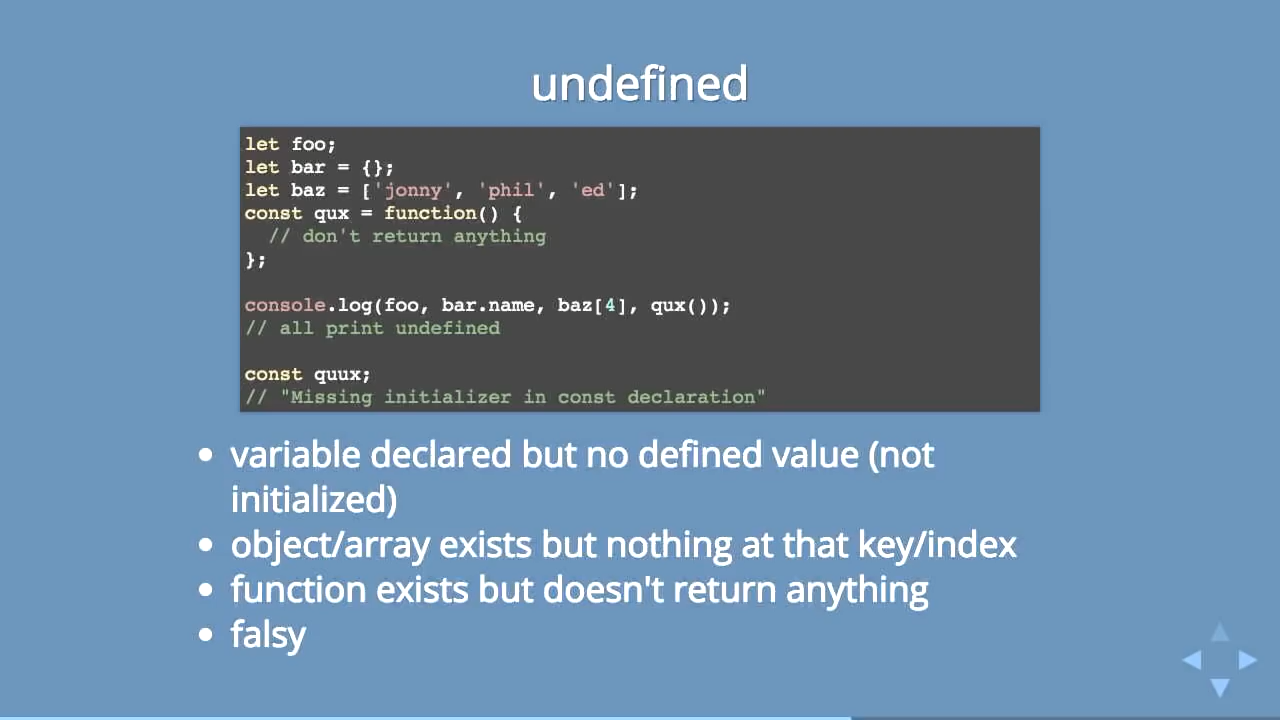 undefined
let foo;
let bar = {};
let baz = ['jonny', 'phil', 'ed'];
const qux = function() {
  // don't return anything
};
console.log(foo, bar.name, baz[4], qux());
// all print undefined
const quux;
// "Missing initializer in const declaration"
• variable declared but no defined value (not
initialized)
• object/array exists but nothing at that key/index
• function exists but doesn't return anything
• falsy